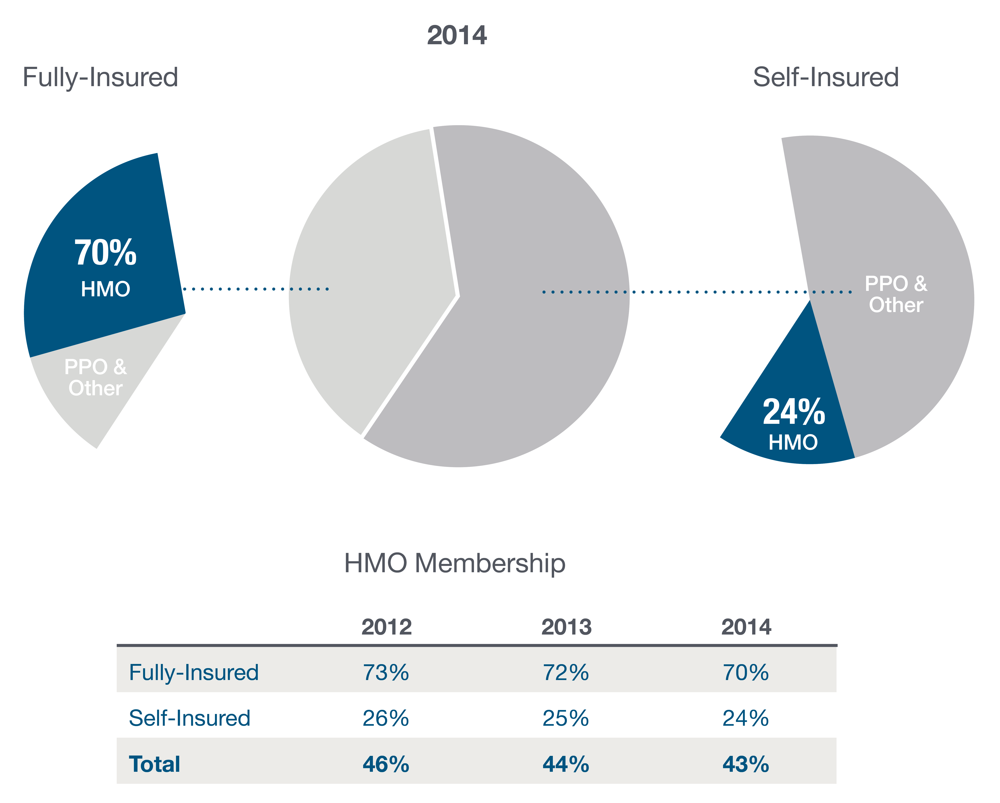 2014
Fully-Insured
Self-Insured
70%
HMO
PPO &
Other
PPO &
Other
24%
HMO
HMO Membership
2012 2013 2014
Fully-Insured 73% 72% 70%
Self-Insured 26% 25% 24%
Total 46% 44% 43%